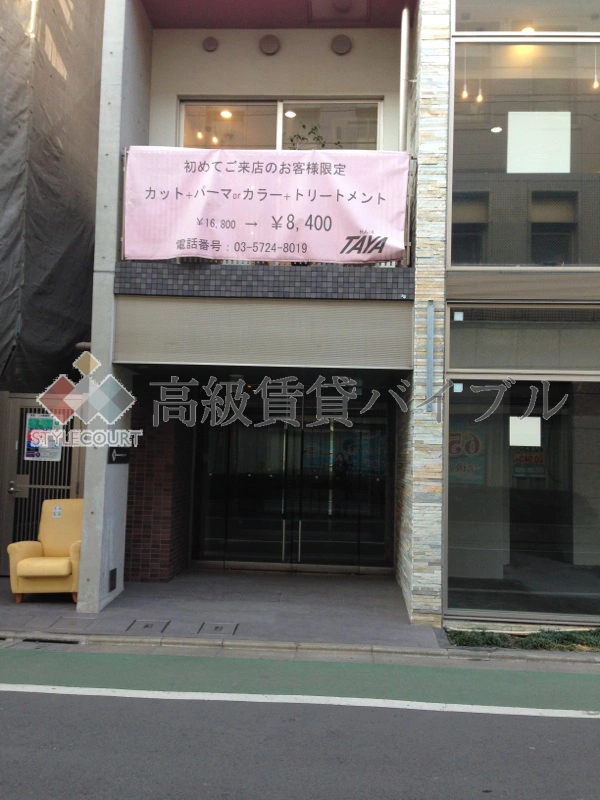 初めてご来店のお客様限定
カット+パーマorカラー+トリートメント
¥16,800 → ¥8,400
電話番号:03-5724-8019
HAIR
TAYA
高級賃貸バイブル
STYLECOURT